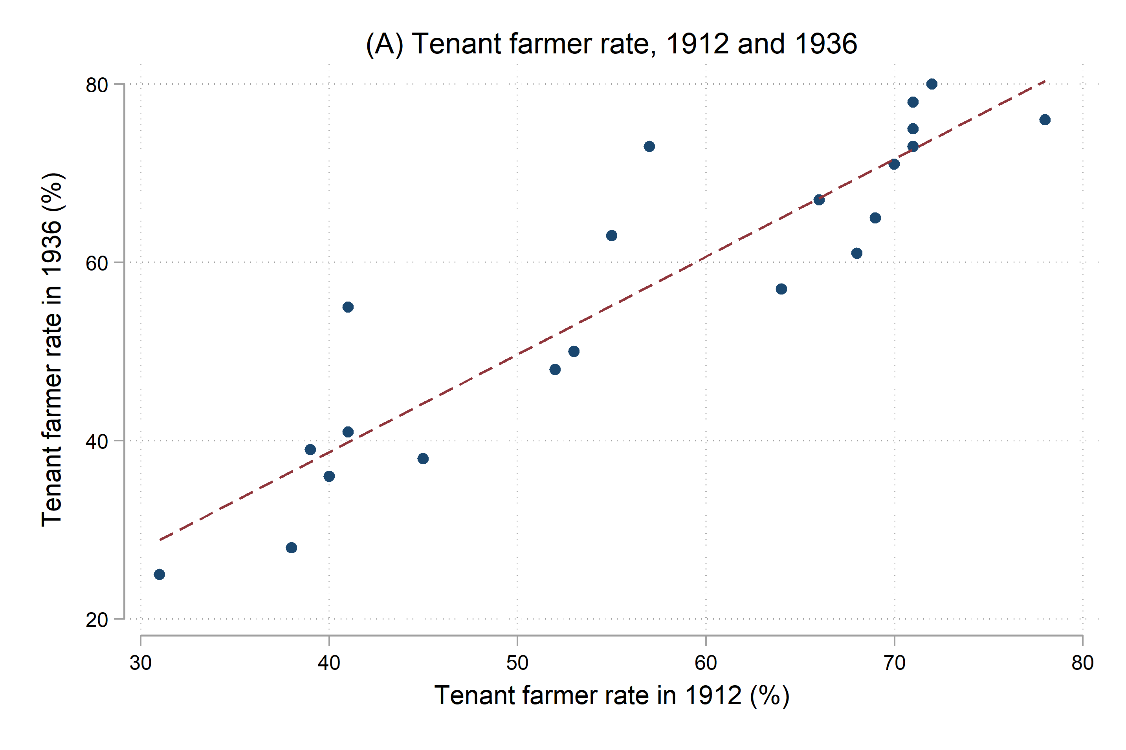 (A) Tenant farmer rate, 1912 and 1936
Tenant farmer rate in 1936 (%)
80
60
40
20
30 40 50 60 70 80
Tenant farmer rate in 1912 (%)